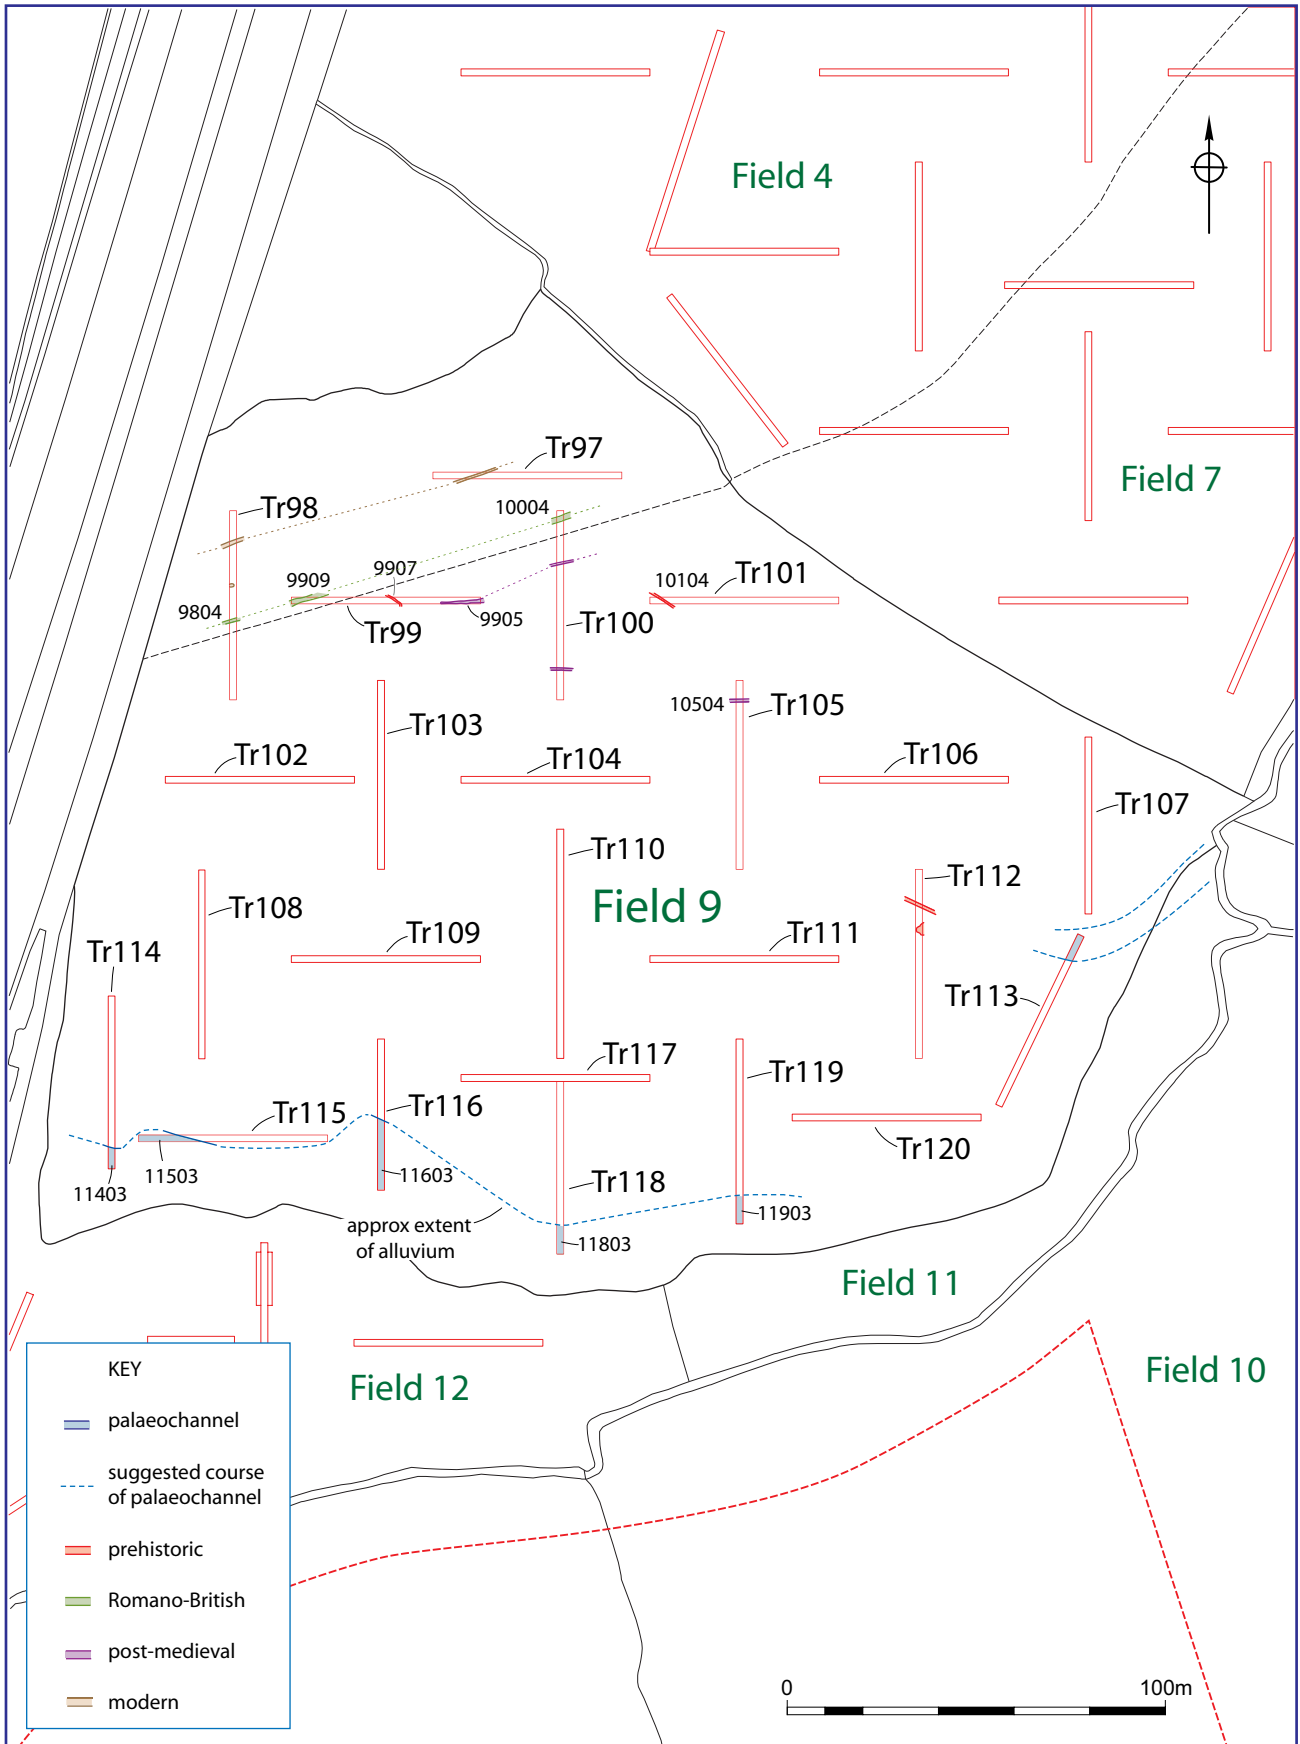 Field 4
Tr97
Field 7
Tr98
10004
9907
9909
10104
Tr101
9804
9905
Tr100
Tr99
10504
Tr105
Tr103
Tr102
Tr104
Tr106
Tr107
Tr110
Tr112
Field 9
Tr108
Tr109
Tr111
Tr114
Tr113
Tr117
Tr119
Tr116
Tr115
Tr120
11503
11603
11403
Tr118
11903
approx extent
of alluvium
11803
Field 11
KEY
Field 12
Field 10
palaeochannel
suggested course
of palaeochannel
prehistoric
Romano-British
post-medieval
modern
0
100m